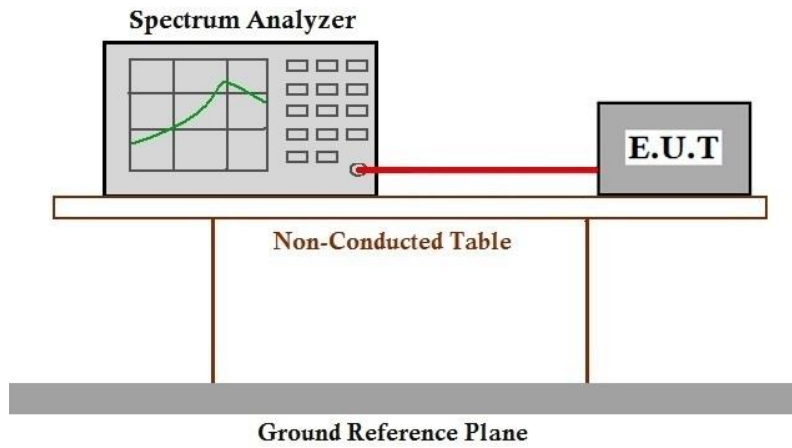 Spectrum Analyzer
E.U.T
Non-Conducted Table
Ground Reference Plane